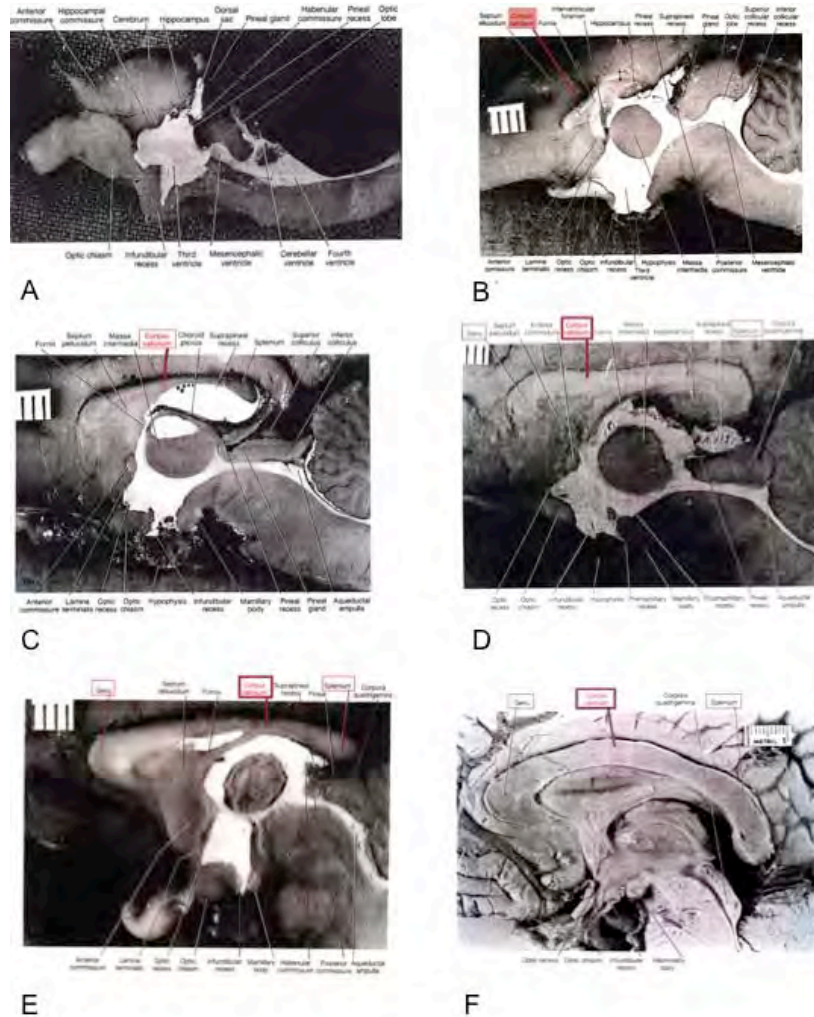 Anterior commissure
Hippocampal commissure
Cerebrum
Hippocampus
Dorsal sac
Pineal gland
Habenular commissure
Pineal recess
Optic lobe
Optic chiasm
Infundibular recess
Third ventricle
Mesencephalic ventricle
Cerebellar ventricle
Fourth ventricle
A
Septum pellucidum
Corpus callosum
Fornix
Interventricular foramen
Hippocampus
Pineal recess
Suprapineal recess
Pineal gland
Optic lobe
Superior collicular recess
Inferior collicular recess
Anterior commissure
Lamina terminalis
Optic recess
Optic chiasm
Infundibular recess
Third ventricle
Hypophysis
Massa intermedia
Posterior commissure
Mesencephalic ventricle
B
Fornix
Septum pellucidum
Massa intermedia
Corpus callosum
Choroid plexus
Suprapineal recess
Splenium
Superior colliculus
Inferior colliculus
Anterior commissure
Lamina terminalis
Optic recess
Optic chiasm
Hypophysis
Infundibular recess
Mamillary body
Pineal recess
Pineal gland
Aqueductal ampulla
C
Genu
Septum pellucidum
Anterior commissure
Corpus callosum
Massa intermedia
Hippocampus
Suprapineal recess
Splenium
Corpora quadrigemina
Optic recess
Optic chiasm
Infundibular recess
Hypophysis
Premamillary recess
Mamillary body
Pineal recess
Aqueductal ampulla
D
Genu
Septum pellucidum
Fornix
Corpus callosum
Suprapineal recess
Pineal
Splenium
Corpora quadrigemina
Anterior commissure
Lamina terminalis
Optic recess
Optic chiasm
Infundibular recess
Mamillary body
Habenular commissure
Posterior commissure
Aqueductal ampulla
E
Genu
Corpus callosum
Corpora quadrigemina
Splenium
METRIC 1
Optic nerve
Optic chiasm
Infundibular recess
Mammillary body
F